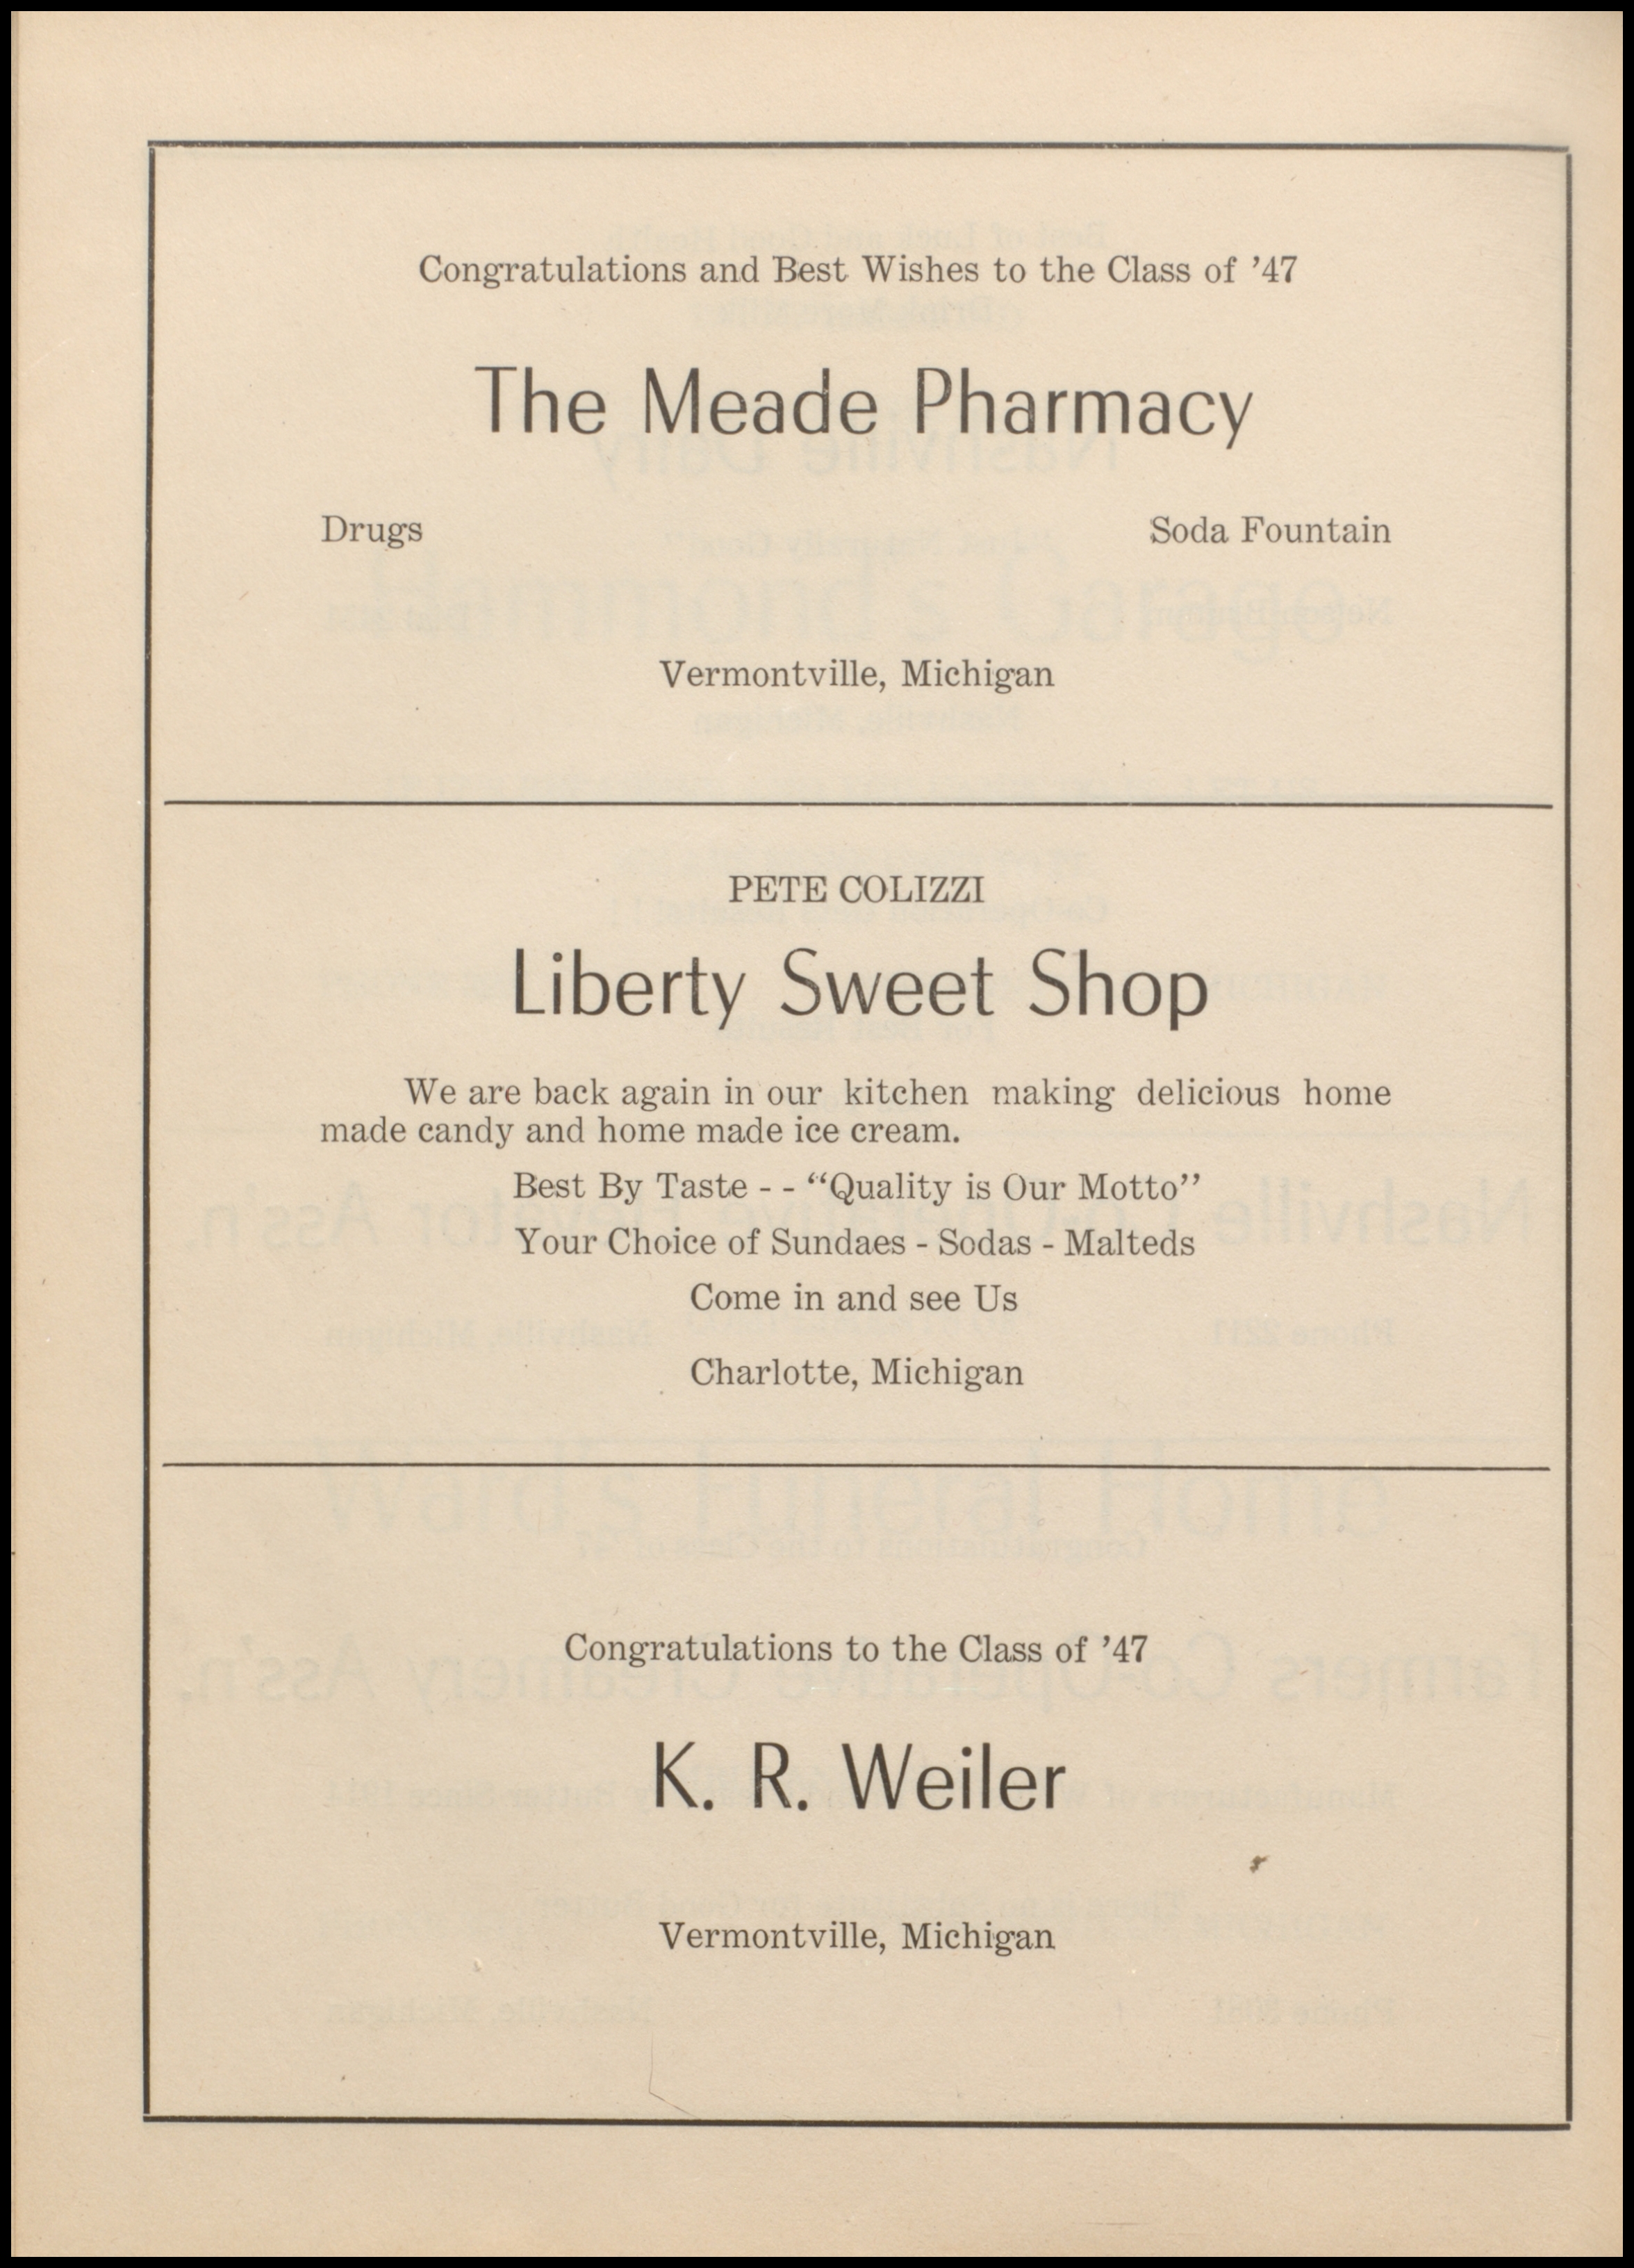 Congratulations and Best Wishes to the Class of ’47
The Meade Pharmacy
Drugs Soda Fountain
Vermontville, Michigan
PETE COLIZZI
Liberty Sweet Shop
We are back again in our kitchen making delicious home
made candy and home made ice cream.
Best By Taste - - “Quality is Our Motto”
Your Choice of Sundaes - Sodas - Malteds
Come in and see Us
Charlotte, Michigan
Congratulations to the Class of ’47
K. R. Weiler
Vermontville, Michigan